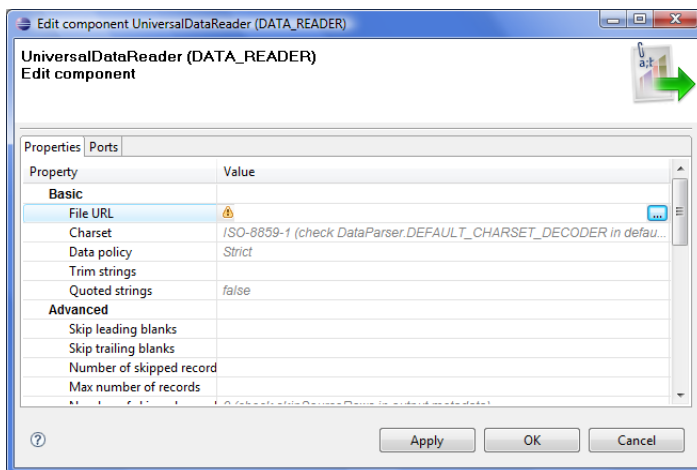 Edit component UniversalDataReader (DATA_READER)
UniversalDataReader (DATA_READER)
Edit component
a;t
Properties Ports
Property Value
Basic
File URL ...
Charset ISO-8859-1 (check DataParser.DEFAULT_CHARSET_DECODER in defau...
Data policy Strict
Trim strings
Quoted strings false
Advanced
Skip leading blanks
Skip trailing blanks
Number of skipped record
Max number of records
Apply OK Cancel